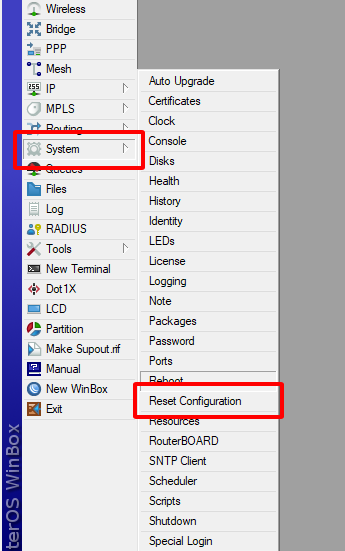 Wireless
Bridge
PPP
Mesh
IP
MPLS
Routing
System
Queues
Files
Log
RADIUS
Tools
New Terminal
Dot1X
LCD
Partition
Make Supout.rif
Manual
New WinBox
Exit
Auto Upgrade
Certificates
Clock
Console
Disks
Health
History
Identity
LEDs
License
Logging
Note
Packages
Password
Ports
Reboot
Reset Configuration
Resources
RouterBOARD
SNTP Client
Scheduler
Scripts
Shutdown
Special Login
terOS WinBox
255